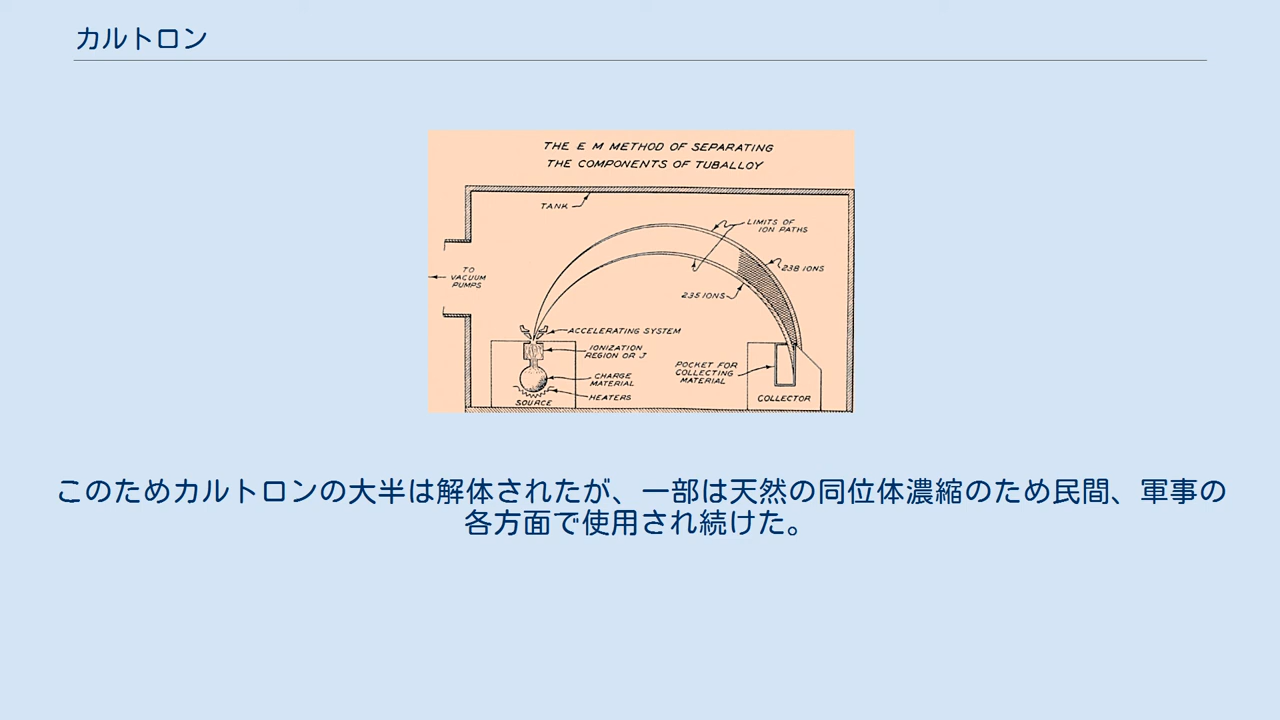 カルトロン
THE E M METHOD OF SEPARATING
THE COMPONENTS OF TUBALLOY
TANK
LIMITS OF
ION PATHS
238 IONS
TO
VACUUM
PUMPS
235 IONS
ACCELERATING SYSTEM
IONIZATION
REGION OR J
POCKET FOR
COLLECTING
MATERIAL
CHARGE
MATERIAL
HEATERS
SOURCE
COLLECTOR
このためカルトロンの大半は解体されたが、一部は天然の同位体濃縮のため民間、軍事の
各方面で使用され続けた。